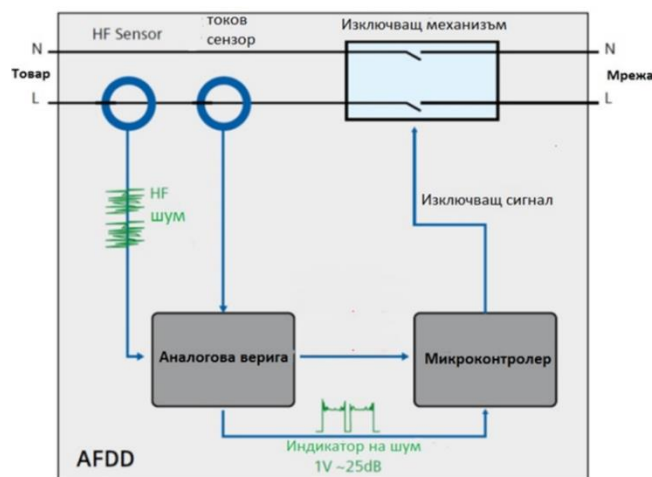 HF Sensor
токов
сензор
Изключващ механизъм
N
N
Товар
Мрежа
L
L
HF
шум
Изключващ сигнал
Аналогова верига
Микроконтролер
Индикатор на шум
1V ~25dB
AFDD